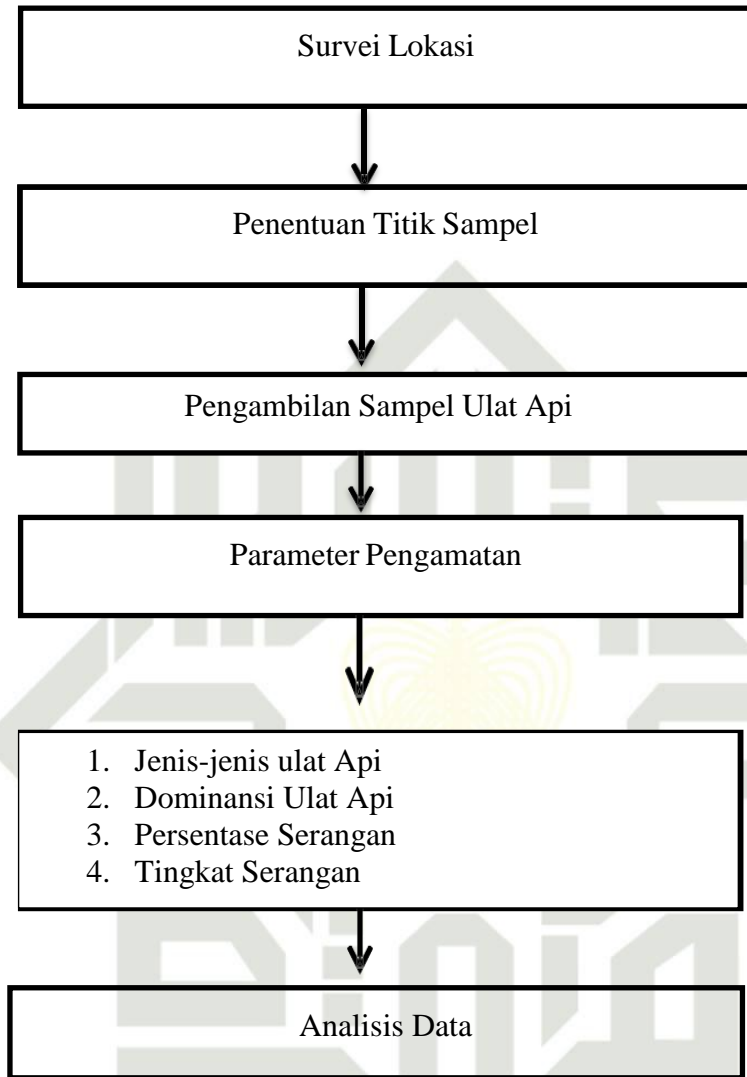 Survei Lokasi
Penentuan Titik Sampel
Pengambilan Sampel Ulat Api
Parameter Pengamatan
1. Jenis-jenis ulat Api
2. Dominansi Ulat Api
3. Persentase Serangan
4. Tingkat Serangan
Analisis Data